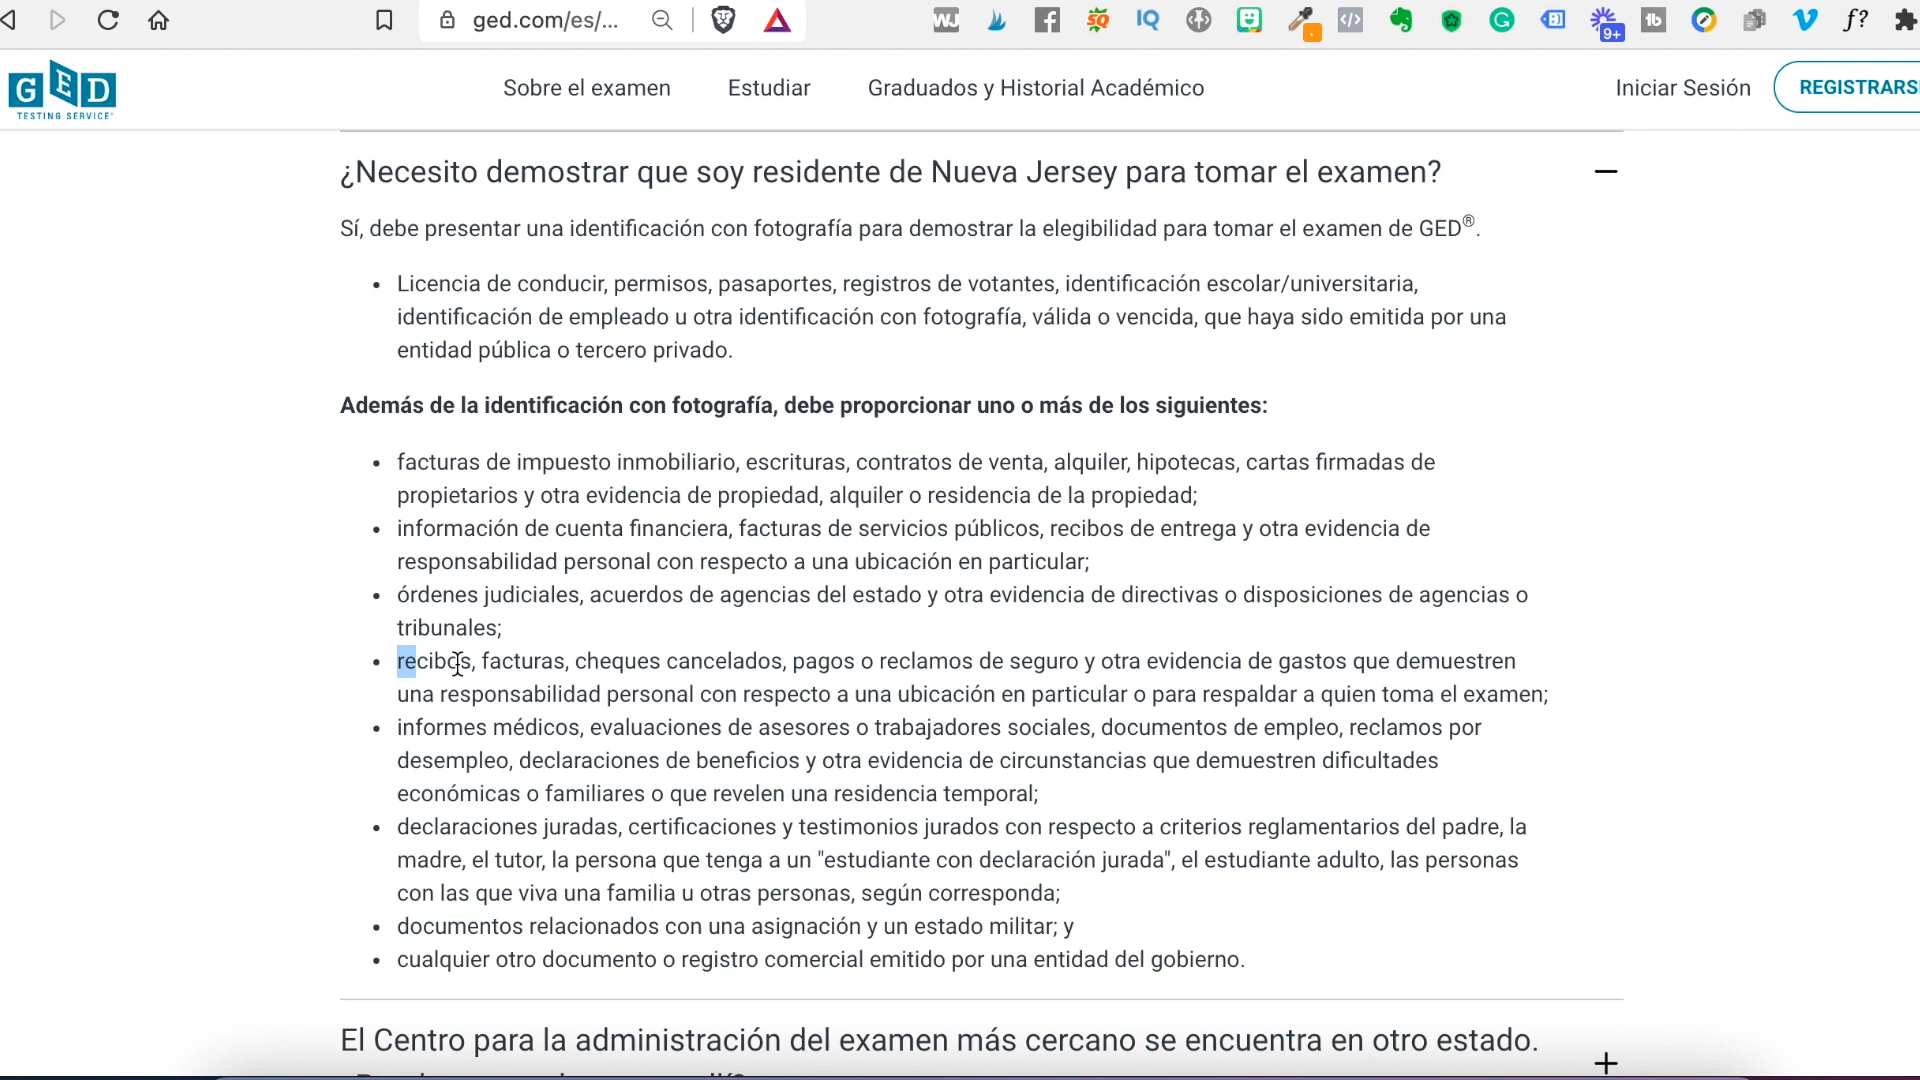 ged.com/es/...
9+
GED
TESTING SERVICE®
Sobre el examen
Estudiar
Graduados y Historial Académico
Iniciar Sesión
REGISTRARS
¿Necesito demostrar que soy residente de Nueva Jersey para tomar el examen?
Sí, debe presentar una identificación con fotografía para demostrar la elegibilidad para tomar el examen de GED®.
Licencia de conducir, permisos, pasaportes, registros de votantes, identificación escolar/universitaria,
identificación de empleado u otra identificación con fotografía, válida o vencida, que haya sido emitida por una
entidad pública o tercero privado.
Además de la identificación con fotografía, debe proporcionar uno o más de los siguientes:
facturas de impuesto inmobiliario, escrituras, contratos de venta, alquiler, hipotecas, cartas firmadas de
propietarios y otra evidencia de propiedad, alquiler o residencia de la propiedad;
información de cuenta financiera, facturas de servicios públicos, recibos de entrega y otra evidencia de
responsabilidad personal con respecto a una ubicación en particular;
órdenes judiciales, acuerdos de agencias del estado y otra evidencia de directivas o disposiciones de agencias o
tribunales;
recibos, facturas, cheques cancelados, pagos o reclamos de seguro y otra evidencia de gastos que demuestren
una responsabilidad personal con respecto a una ubicación en particular o para respaldar a quien toma el examen;
informes médicos, evaluaciones de asesores o trabajadores sociales, documentos de empleo, reclamos por
desempleo, declaraciones de beneficios y otra evidencia de circunstancias que demuestren dificultades
económicas o familiares o que revelen una residencia temporal;
declaraciones juradas, certificaciones y testimonios jurados con respecto a criterios reglamentarios del padre, la
madre, el tutor, la persona que tenga a un "estudiante con declaración jurada", el estudiante adulto, las personas
con las que viva una familia u otras personas, según corresponda;
documentos relacionados con una asignación y un estado militar; y
cualquier otro documento o registro comercial emitido por una entidad del gobierno.
El Centro para la administración del examen más cercano se encuentra en otro estado.